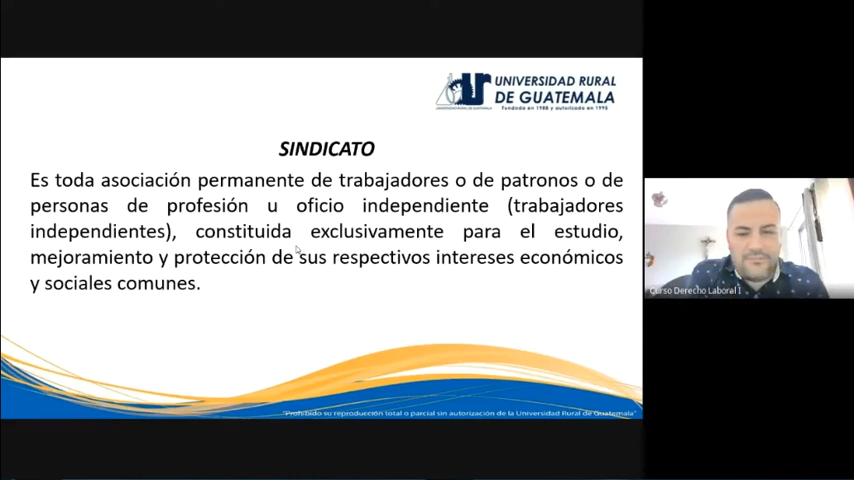 UNIVERSIDAD RURAL
DE GUATEMALA
Fundada en 1988 y autorizada en 1995
SINDICATO
Es toda asociación permanente de trabajadores o de patronos o de
personas de profesión u oficio independiente (trabajadores
independientes), constituida exclusivamente para el estudio,
mejoramiento y protección de sus respectivos intereses económicos
y sociales comunes.
"Prohibido su reproducción total o parcial sin autorización de la Universidad Rural de Guatemala"
Curso Derecho Laboral I